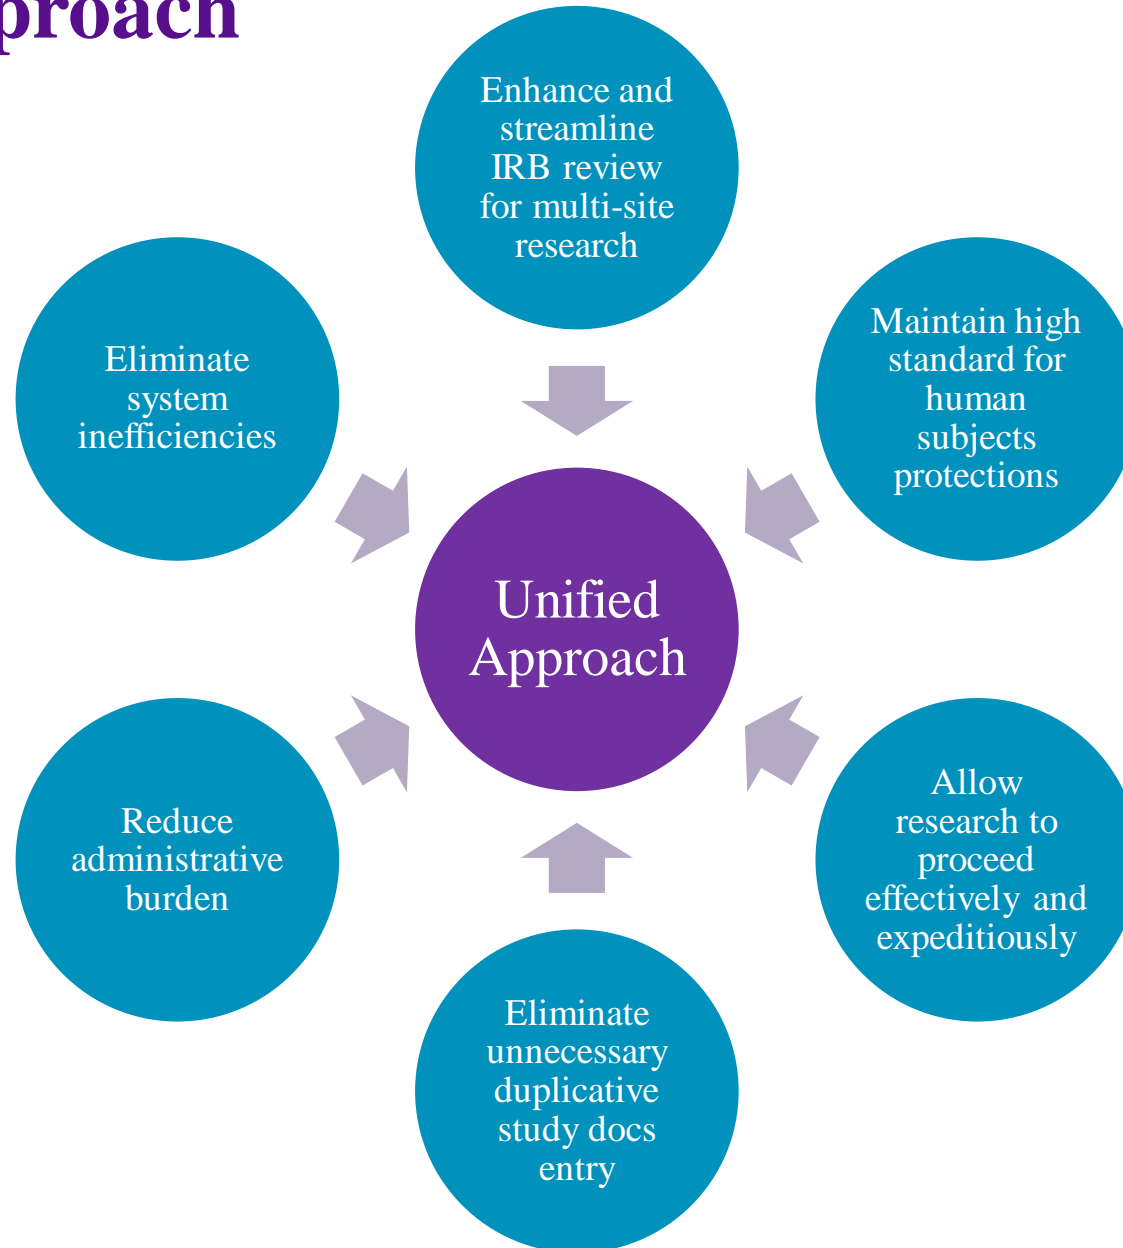 proach
Enhance and
streamline
IRB review
for multi-site
research
Maintain high
standard for
human
subjects
protections
Allow
research to
proceed
effectively and
expeditiously
Eliminate
unnecessary
duplicative
study docs
entry
Reduce
administrative
burden
Eliminate
system
inefficiencies
Unified
Approach